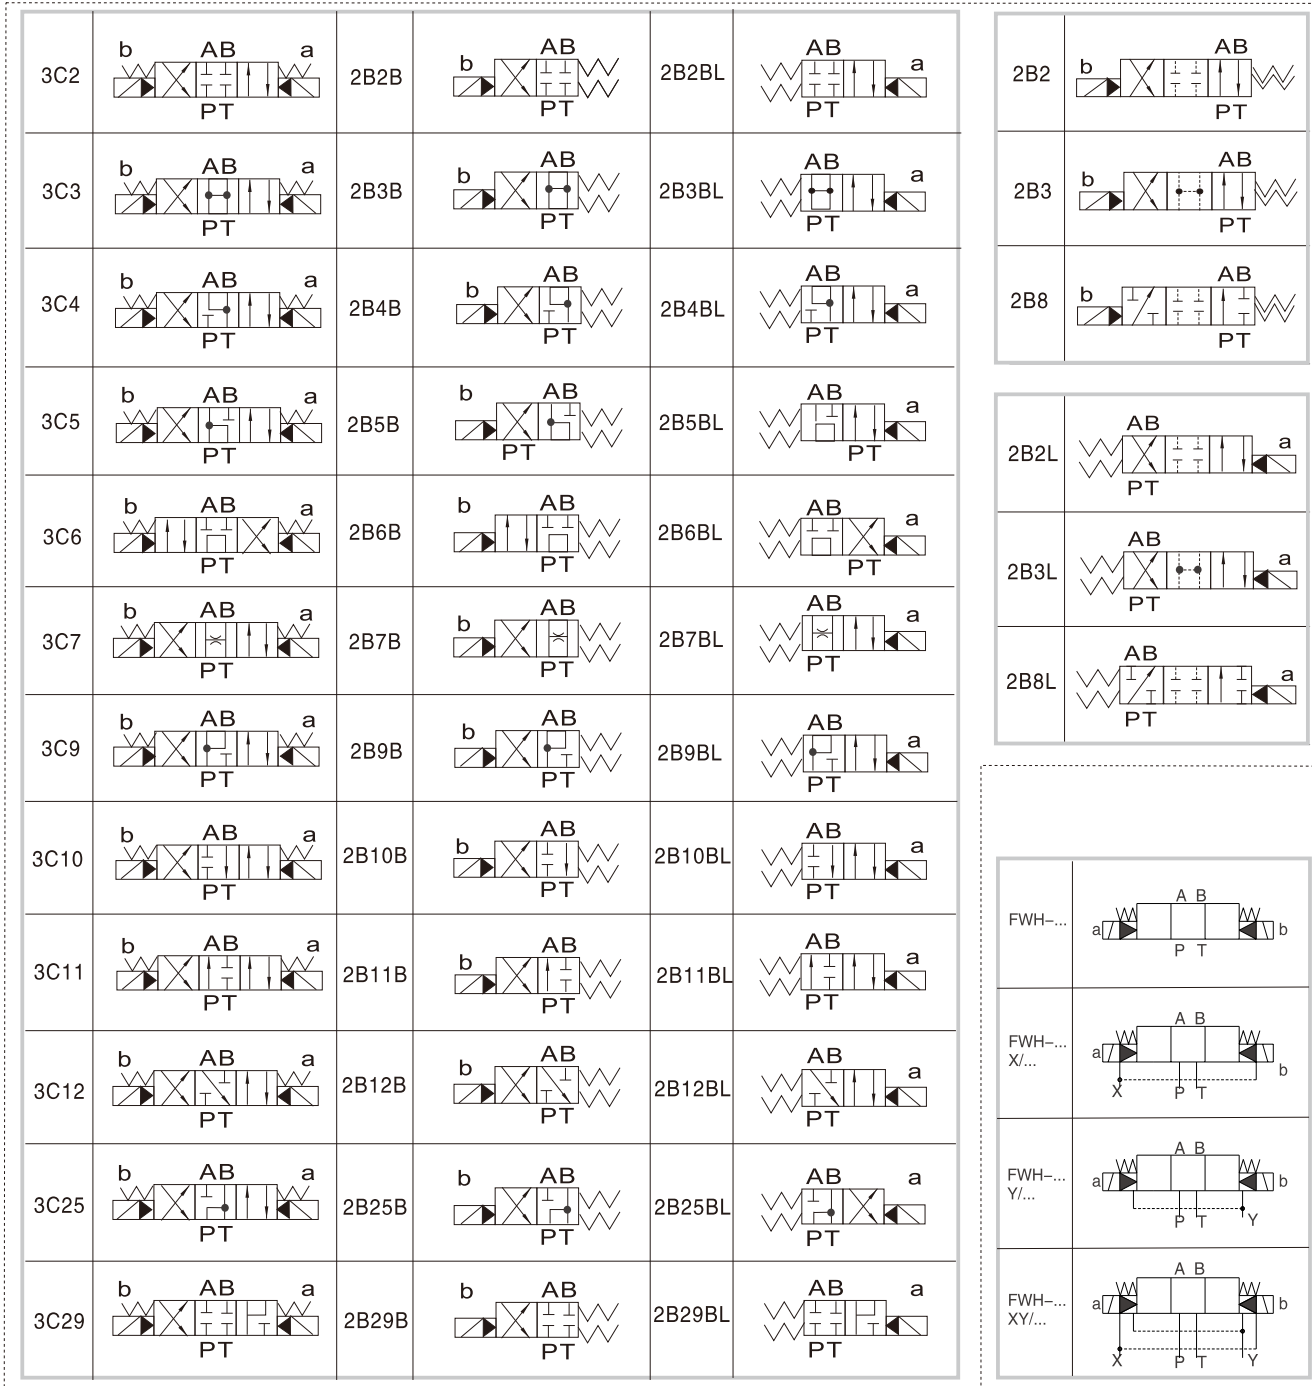 3C2
b AB a
PT
2B2B
b AB
PT
2B2BL
AB a
PT
3C3
b AB a
PT
2B3B
b AB
PT
2B3BL
AB a
PT
3C4
b AB a
PT
2B4B
b AB
PT
2B4BL
AB a
PT
3C5
b AB a
PT
2B5B
b AB
PT
2B5BL
AB a
PT
3C6
b AB a
PT
2B6B
b AB
PT
2B6BL
AB a
PT
3C7
b AB a
PT
2B7B
b AB
PT
2B7BL
AB a
PT
3C9
b AB a
PT
2B9B
b AB
PT
2B9BL
AB a
PT
3C10
b AB a
PT
2B10B
b AB
PT
2B10BL
AB a
PT
3C11
b AB a
PT
2B11B
b AB
PT
2B11BL
AB a
PT
3C12
b AB a
PT
2B12B
b AB
PT
2B12BL
AB a
PT
3C25
b AB a
PT
2B25B
b AB
PT
2B25BL
AB a
PT
3C29
b AB a
PT
2B29B
b AB
PT
2B29BL
AB a
PT
2B2
b AB
PT
2B3
b AB
PT
2B8
b AB
PT
2B2L
AB a
PT
2B3L
AB a
PT
2B8L
AB a
PT
FWH–...
A B
a b
P T
FWH–...
X/...
A B
a b
X P T
FWH–...
Y/...
A B
a b
P T Y
FWH–...
XY/...
A B
a b
X P T Y